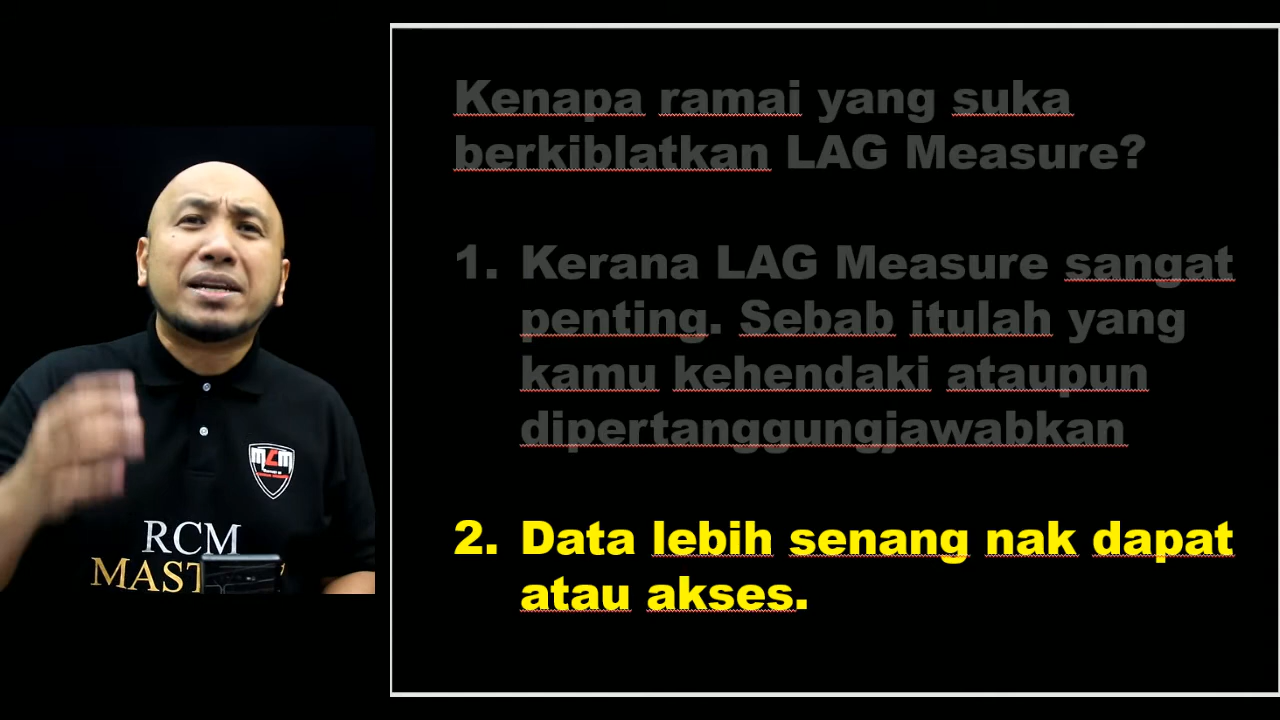 Kenapa ramai yang suka
berkiblatkan LAG Measure?
1. Kerana LAG Measure sangat
penting. Sebab itulah yang
kamu kehendaki ataupun
dipertanggungjawabkan
2. Data lebih senang nak dapat
atau akses.
RCM